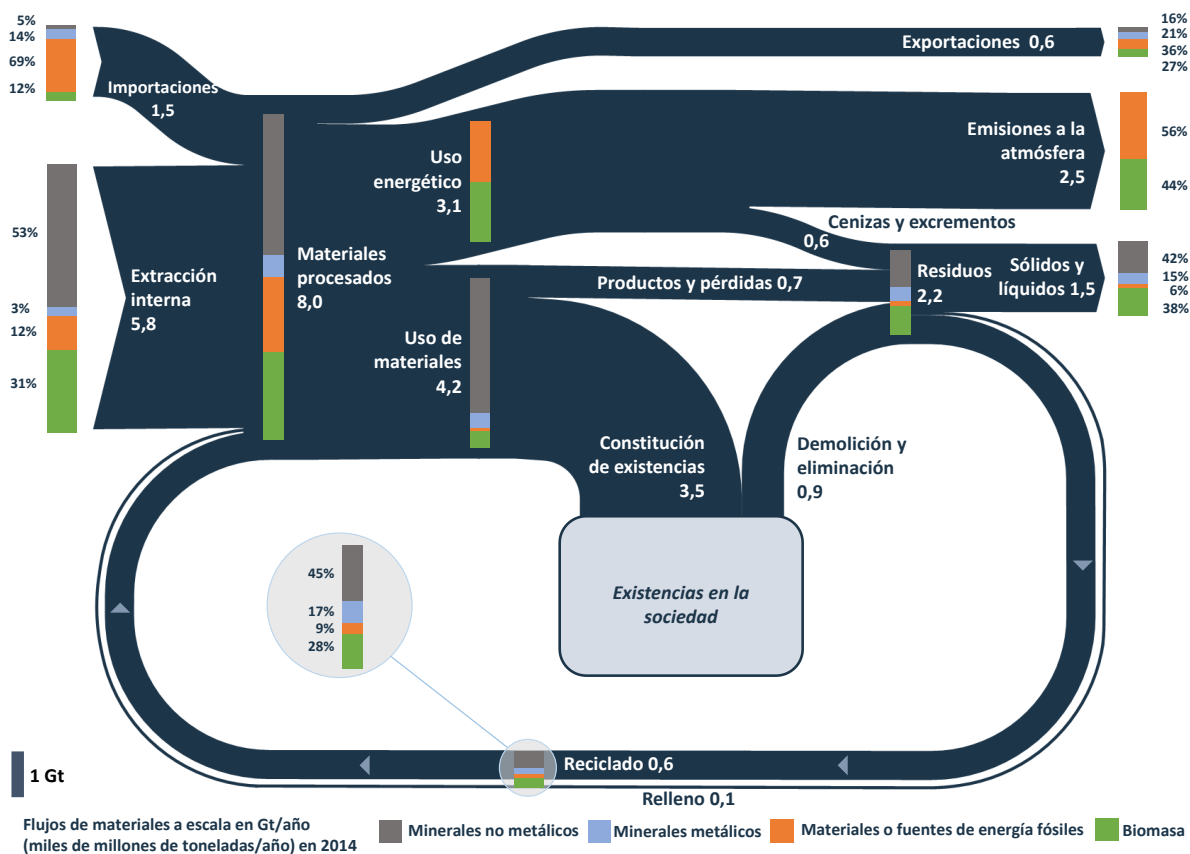 5%
14%
69%
12%
Importaciones
1,5
Exportaciones 0,6
16%
21%
36%
27%
53%
3%
12%
31%
Extracción
interna
5,8
Materiales
procesados
8,0
Uso
energético
3,1
Emisiones a la
atmósfera
2,5
56%
44%
Cenizas y excrementos
0,6
Productos y pérdidas 0,7
Residuos
2,2
Sólidos y
líquidos 1,5
42%
15%
6%
38%
Uso de
materiales
4,2
Constitución
de existencias
3,5
Demolición y
eliminación
0,9
Existencias en la
sociedad
45%
17%
9%
28%
Reciclado 0,6
Relleno 0,1
1 Gt
Flujos de materiales a escala en Gt/año
(miles de millones de toneladas/año) en 2014
Minerales no metálicos
Minerales metálicos
Materiales o fuentes de energía fósiles
Biomasa